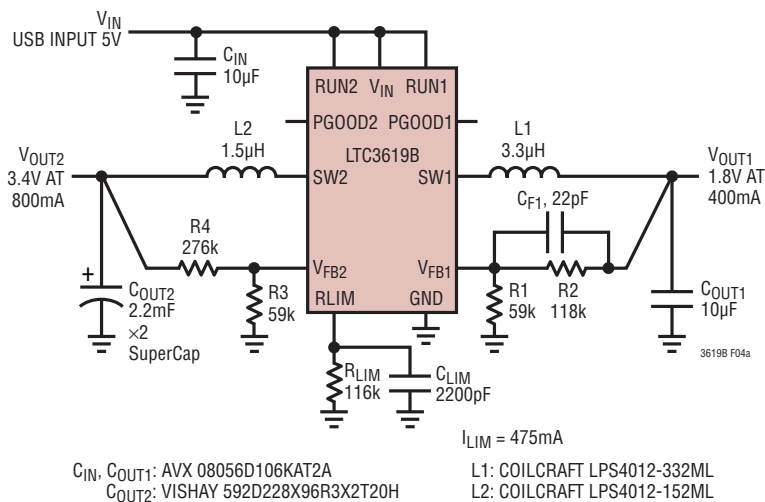 VIN
USB INPUT 5V
CIN
10µF
RUN2 VIN RUN1
PGOOD2 PGOOD1
LTC3619B
L2
1.5µH
L1
3.3µH
VOUT2
3.4V AT
800mA
SW2 SW1
VOUT1
1.8V AT
400mA
CF1, 22pF
R4
276k
VFB2 VFB1
RLIM GND
R3
59k
R1
59k
R2
118k
+
COUT2
2.2mF
×2
SuperCap
COUT1
10µF
3619B F04a
RLIM
116k
CLIM
2200pF
ILIM = 475mA
CIN, COUT1: AVX 08056D106KAT2A
COUT2: VISHAY 592D228X96R3X2T20H
L1: COILCRAFT LPS4012-332ML
L2: COILCRAFT LPS4012-152ML